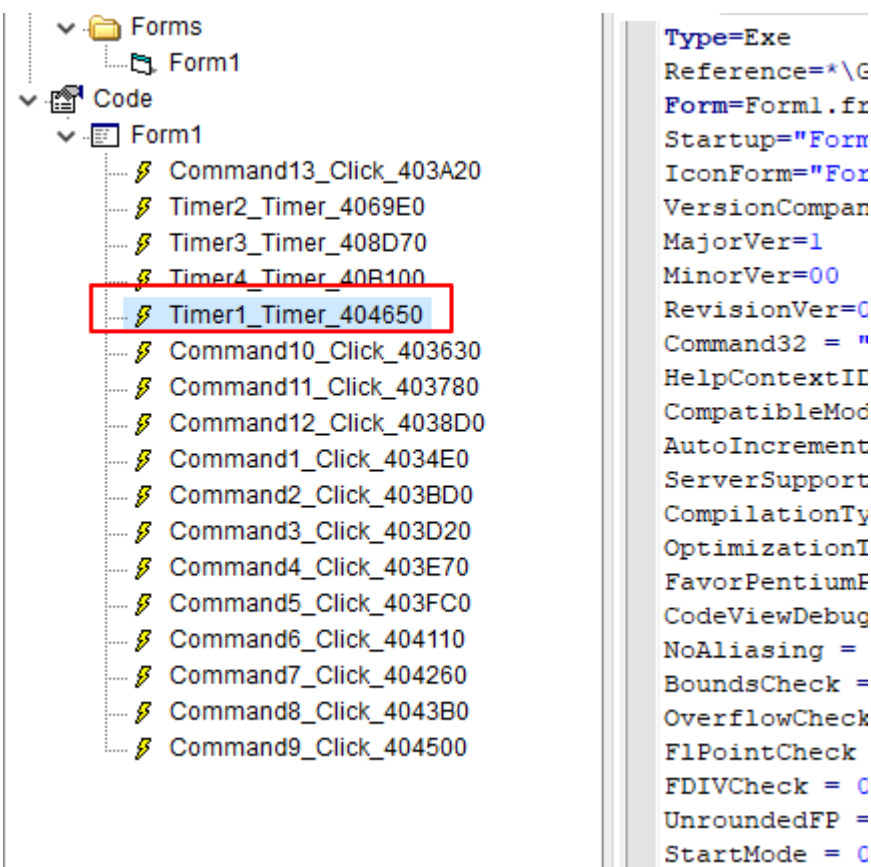 Forms
Form1
Code
Form1
Command13_Click_403A20
Timer2_Timer_4069E0
Timer3_Timer_408D70
Timer4_Timer_40B100
Timer1_Timer_404650
Command10_Click_403630
Command11_Click_403780
Command12_Click_4038D0
Command1_Click_4034E0
Command2_Click_403BD0
Command3_Click_403D20
Command4_Click_403E70
Command5_Click_403FC0
Command6_Click_404110
Command7_Click_404260
Command8_Click_4043B0
Command9_Click_404500
Type=Exe
Reference=*\G
Form=Form1.fr
Startup="Form
IconForm="For
VersionCompan
MajorVer=1
MinorVer=00
RevisionVer=0
Command32 = "
HelpContextID
CompatibleMod
AutoIncrement
ServerSupport
CompilationTy
OptimizationT
FavorPentiumP
CodeViewDebug
NoAliasing =
BoundsCheck =
OverflowCheck
FlPointCheck
FDIVCheck = 0
UnroundedFP =
StartMode = 0